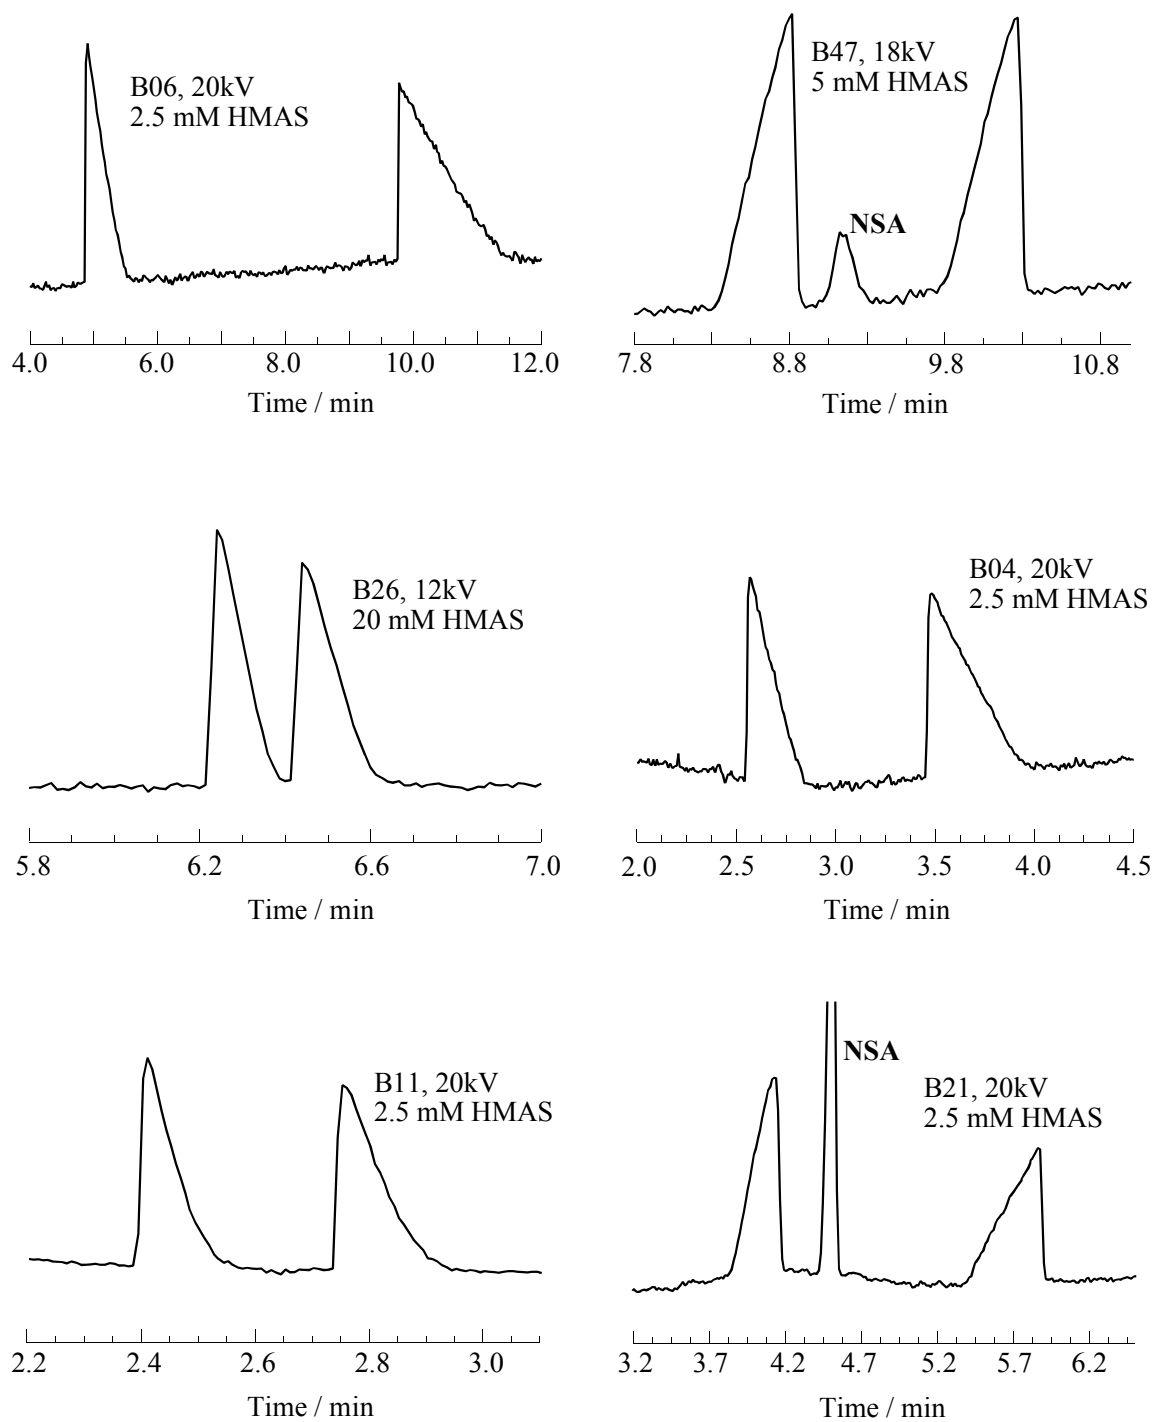 B06, 20kV
2.5 mM HMAS
4.0 6.0 8.0 10.0 12.0
Time / min
B47, 18kV
5 mM HMAS
NSA
7.8 8.8 9.8 10.8
Time / min
B26, 12kV
20 mM HMAS
5.8 6.2 6.6 7.0
Time / min
B04, 20kV
2.5 mM HMAS
2.0 2.5 3.0 3.5 4.0 4.5
Time / min
B11, 20kV
2.5 mM HMAS
2.2 2.4 2.6 2.8 3.0
Time / min
NSA
B21, 20kV
2.5 mM HMAS
3.2 3.7 4.2 4.7 5.2 5.7 6.2
Time / min